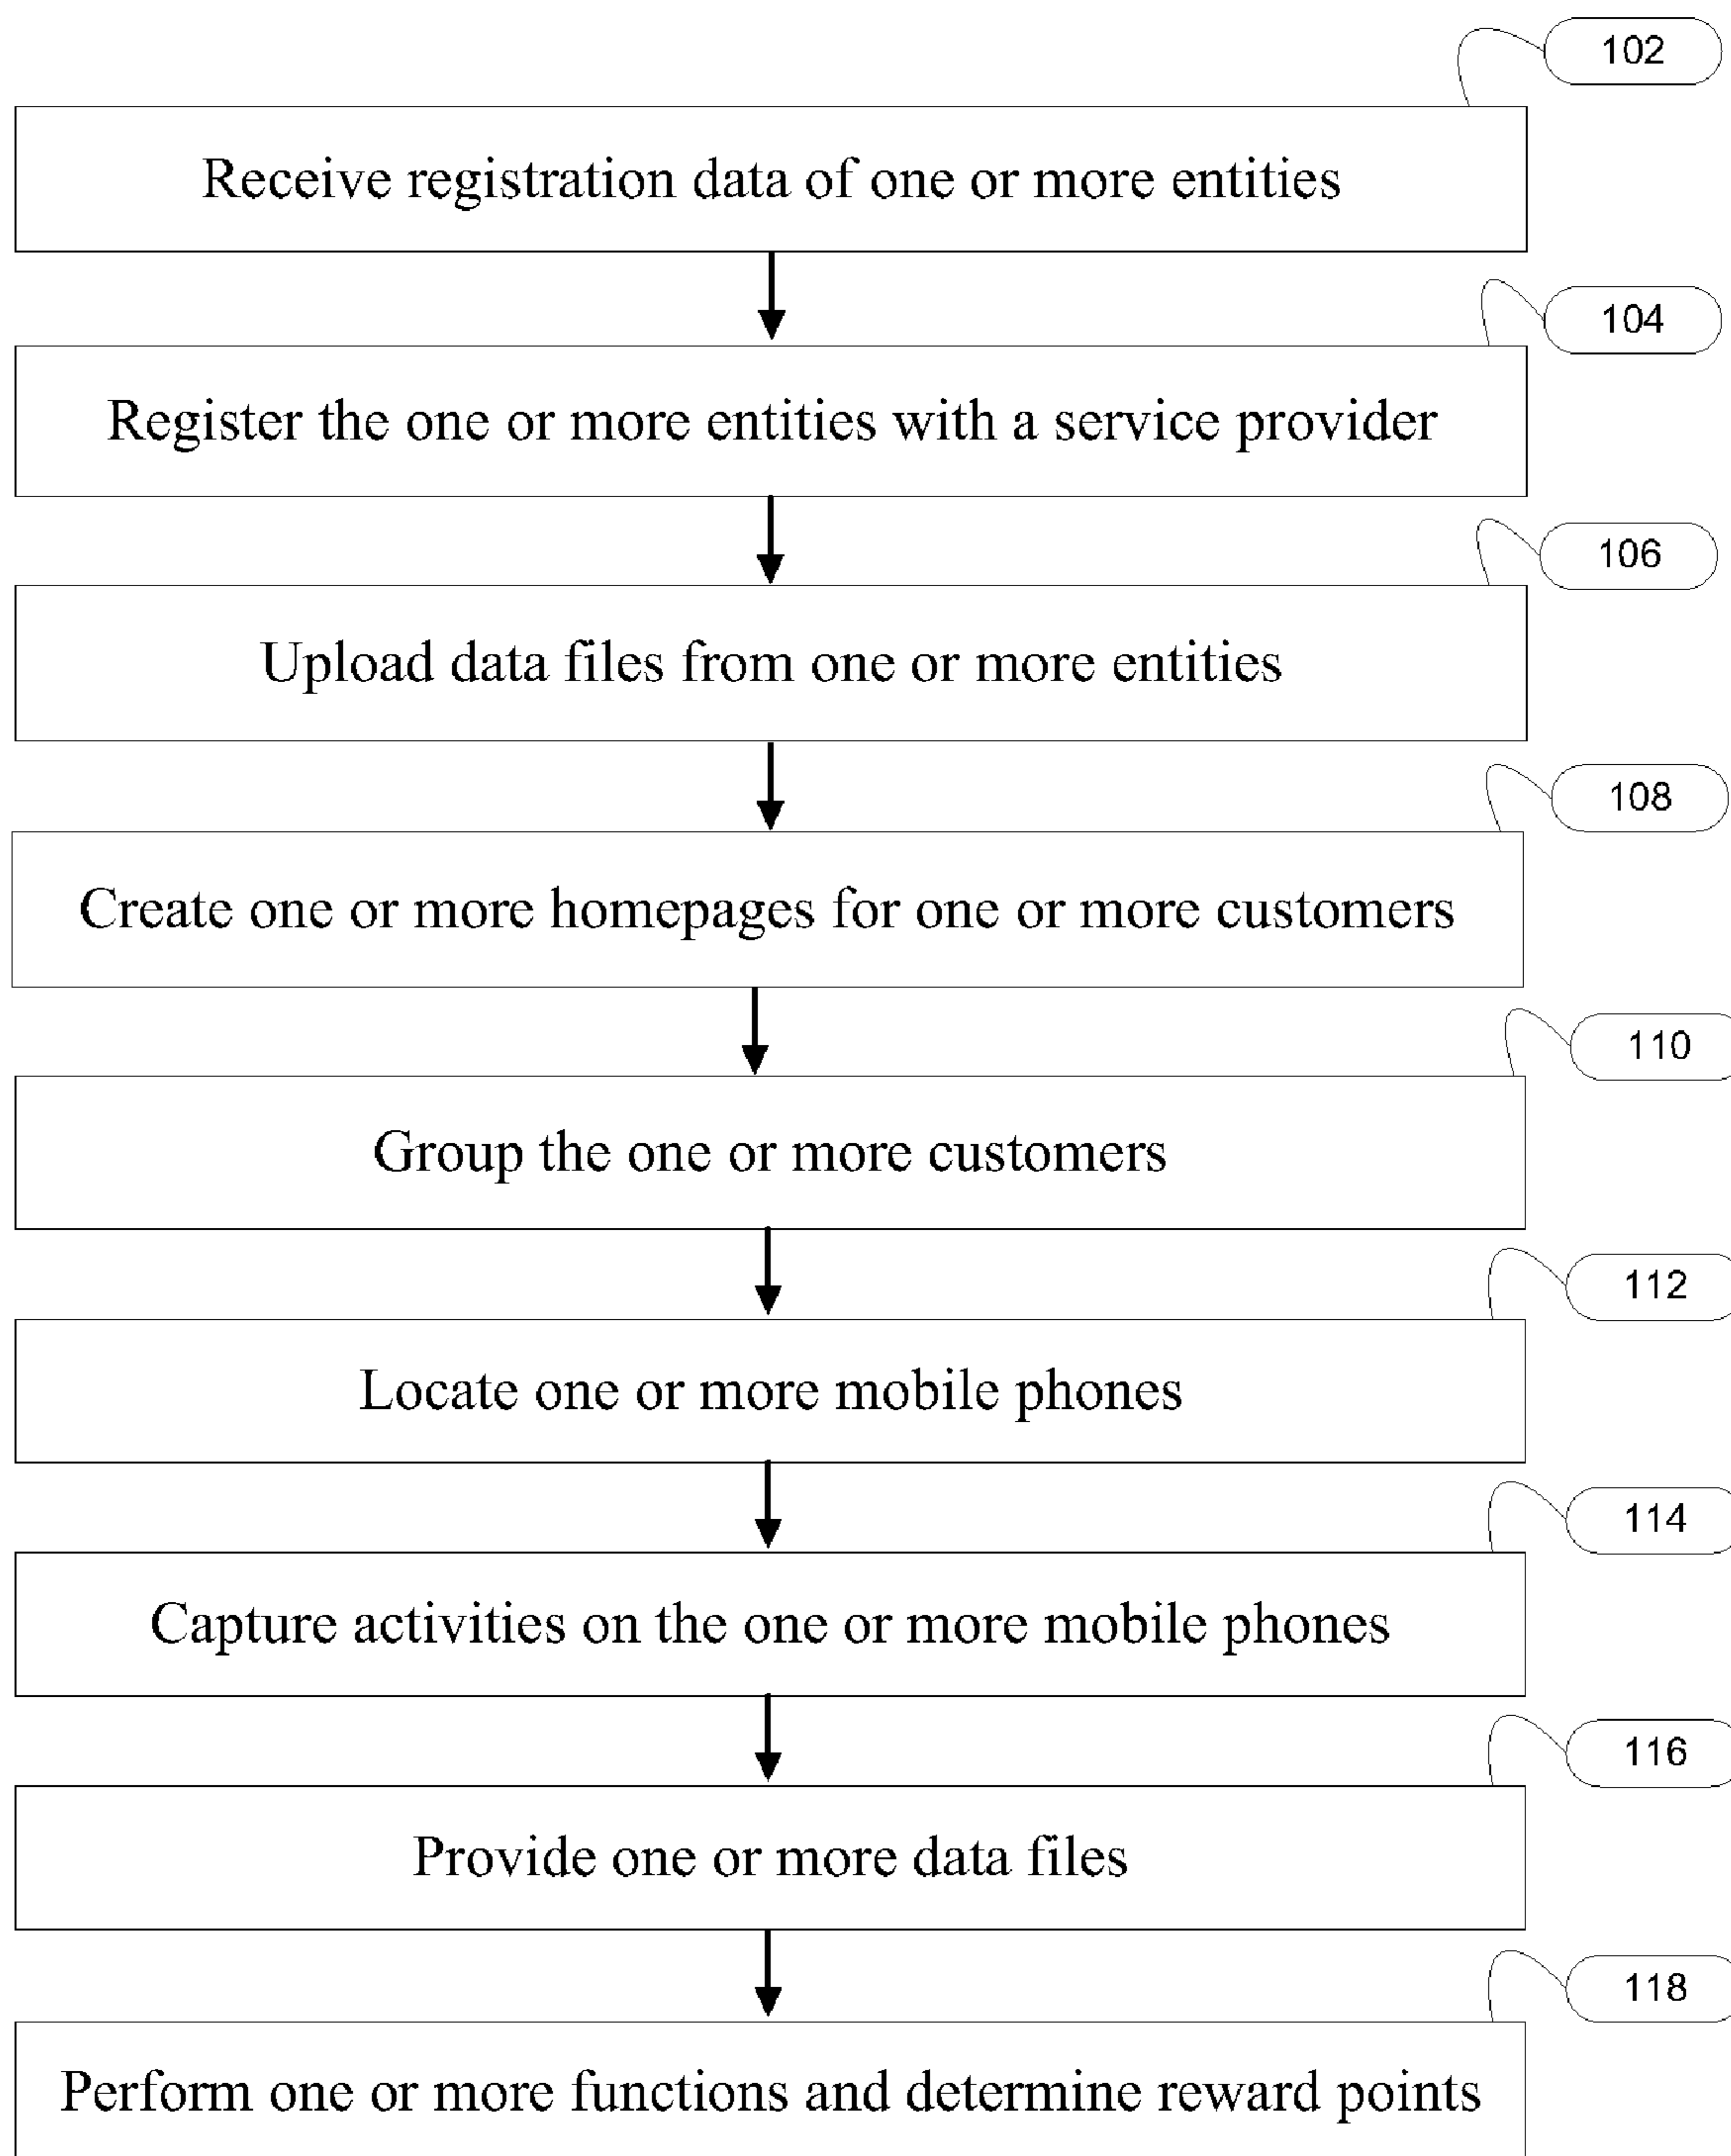 102
Receive registration data of one or more entities
104
Register the one or more entities with a service provider
106
Upload data files from one or more entities
108
Create one or more homepages for one or more customers
110
Group the one or more customers
112
Locate one or more mobile phones
114
Capture activities on the one or more mobile phones
116
Provide one or more data files
118
Perform one or more functions and determine reward points